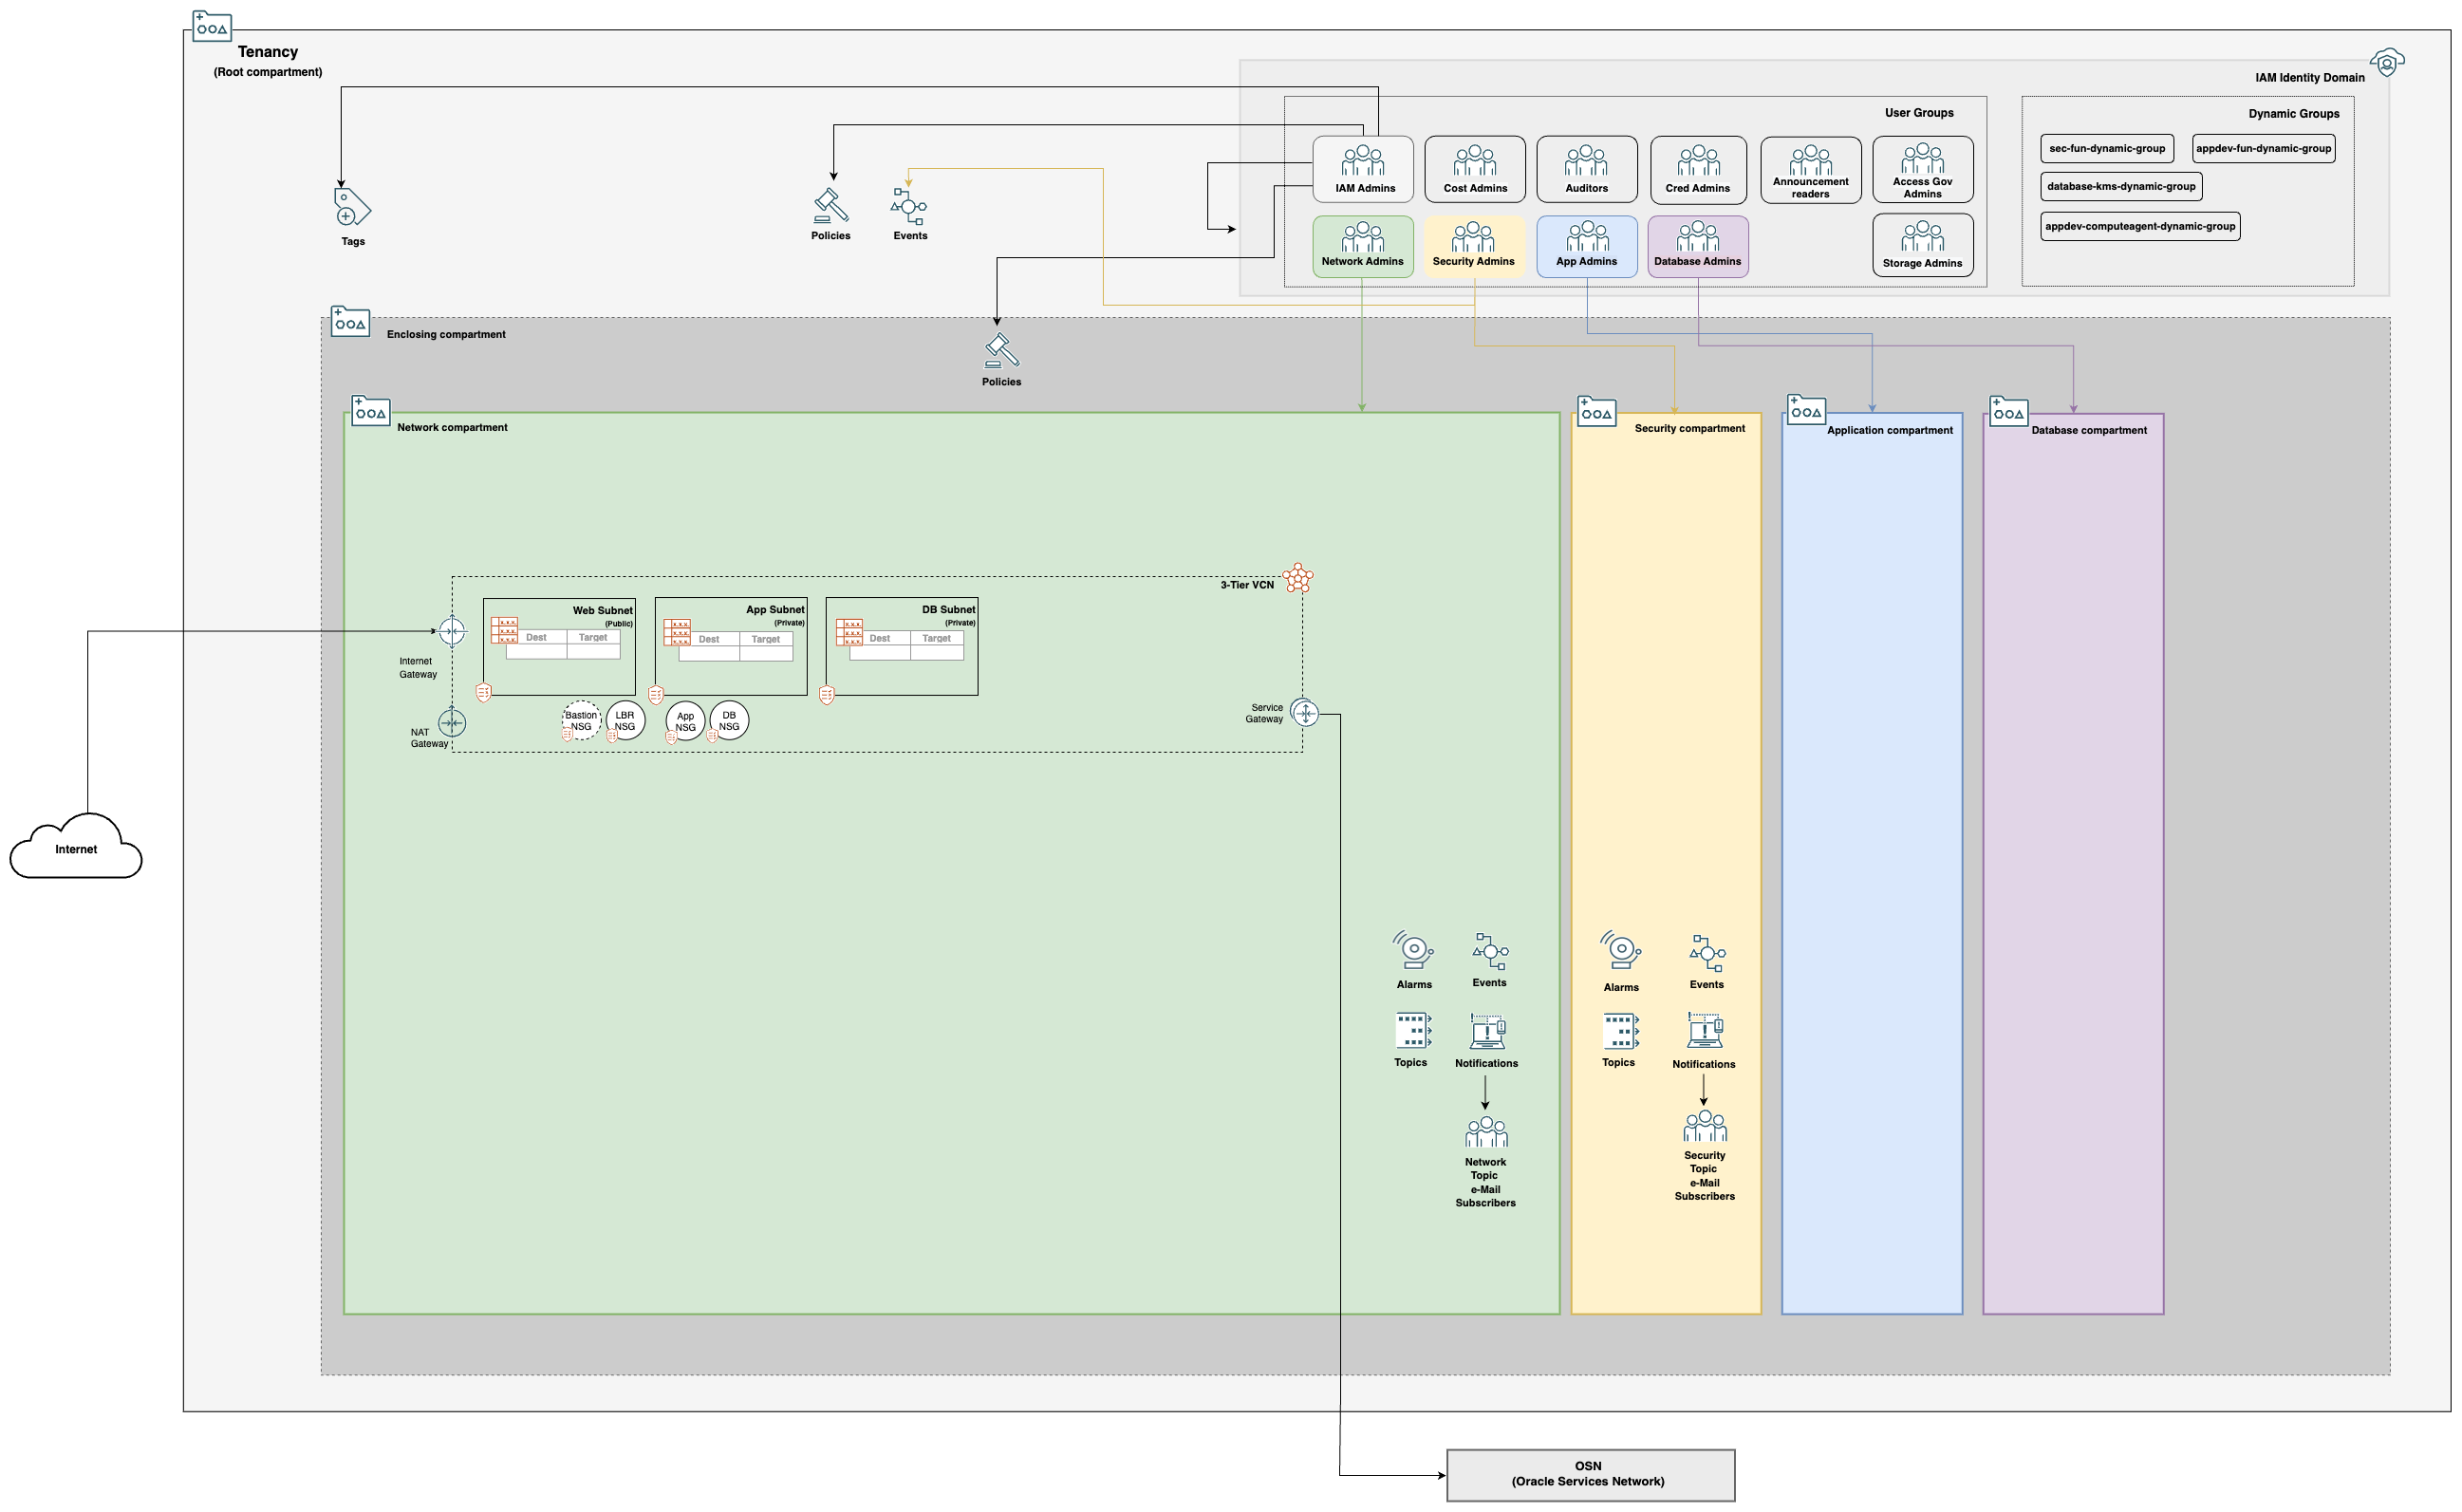 Tenancy
(Root compartment)
IAM Identity Domain
User Groups
Dynamic Groups
IAM Admins
Cost Admins
Auditors
Cred Admins
Announcement
readers
Access Gov
Admins
Network Admins
Security Admins
App Admins
Database Admins
Storage Admins
sec-fun-dynamic-group
appdev-fun-dynamic-group
database-kms-dynamic-group
appdev-computeagent-dynamic-group
Tags
Policies
Events
Enclosing compartment
Policies
Network compartment
Security compartment
Application compartment
Database compartment
3-Tier VCN
Web Subnet
(Public)
Dest
Target
App Subnet
(Private)
Dest
Target
DB Subnet
(Private)
Dest
Target
Internet
Gateway
NAT
Gateway
Bastion
NSG
LBR
NSG
App
NSG
DB
NSG
Service
Gateway
Internet
Alarms
Events
Topics
Notifications
Network
Topic
e-Mail
Subscribers
Alarms
Events
Topics
Notifications
Security
Topic
e-Mail
Subscribers
OSN
(Oracle Services Network)